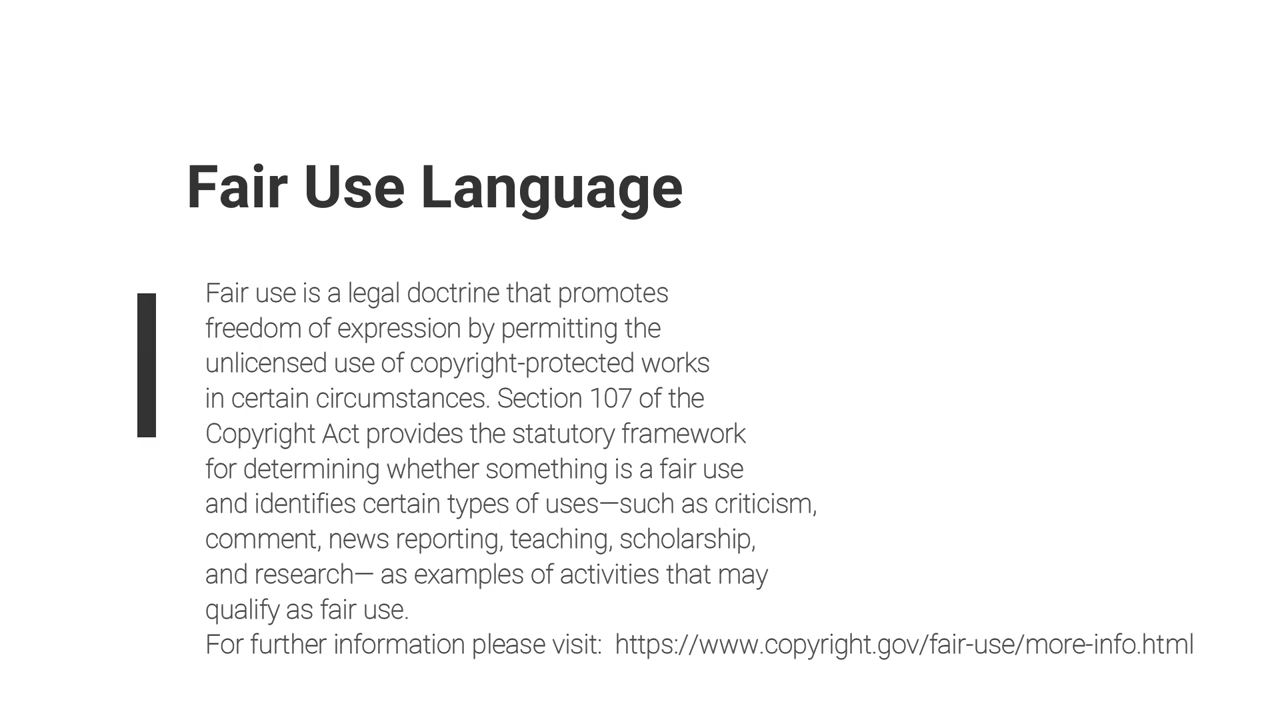 Fair Use Language
Fair use is a legal doctrine that promotes
freedom of expression by permitting the
unlicensed use of copyright-protected works
in certain circumstances. Section 107 of the
Copyright Act provides the statutory framework
for determining whether something is a fair use
and identifies certain types of uses—such as criticism,
comment, news reporting, teaching, scholarship,
and research— as examples of activities that may
qualify as fair use.
For further information please visit:  https://www.copyright.gov/fair-use/more-info.html